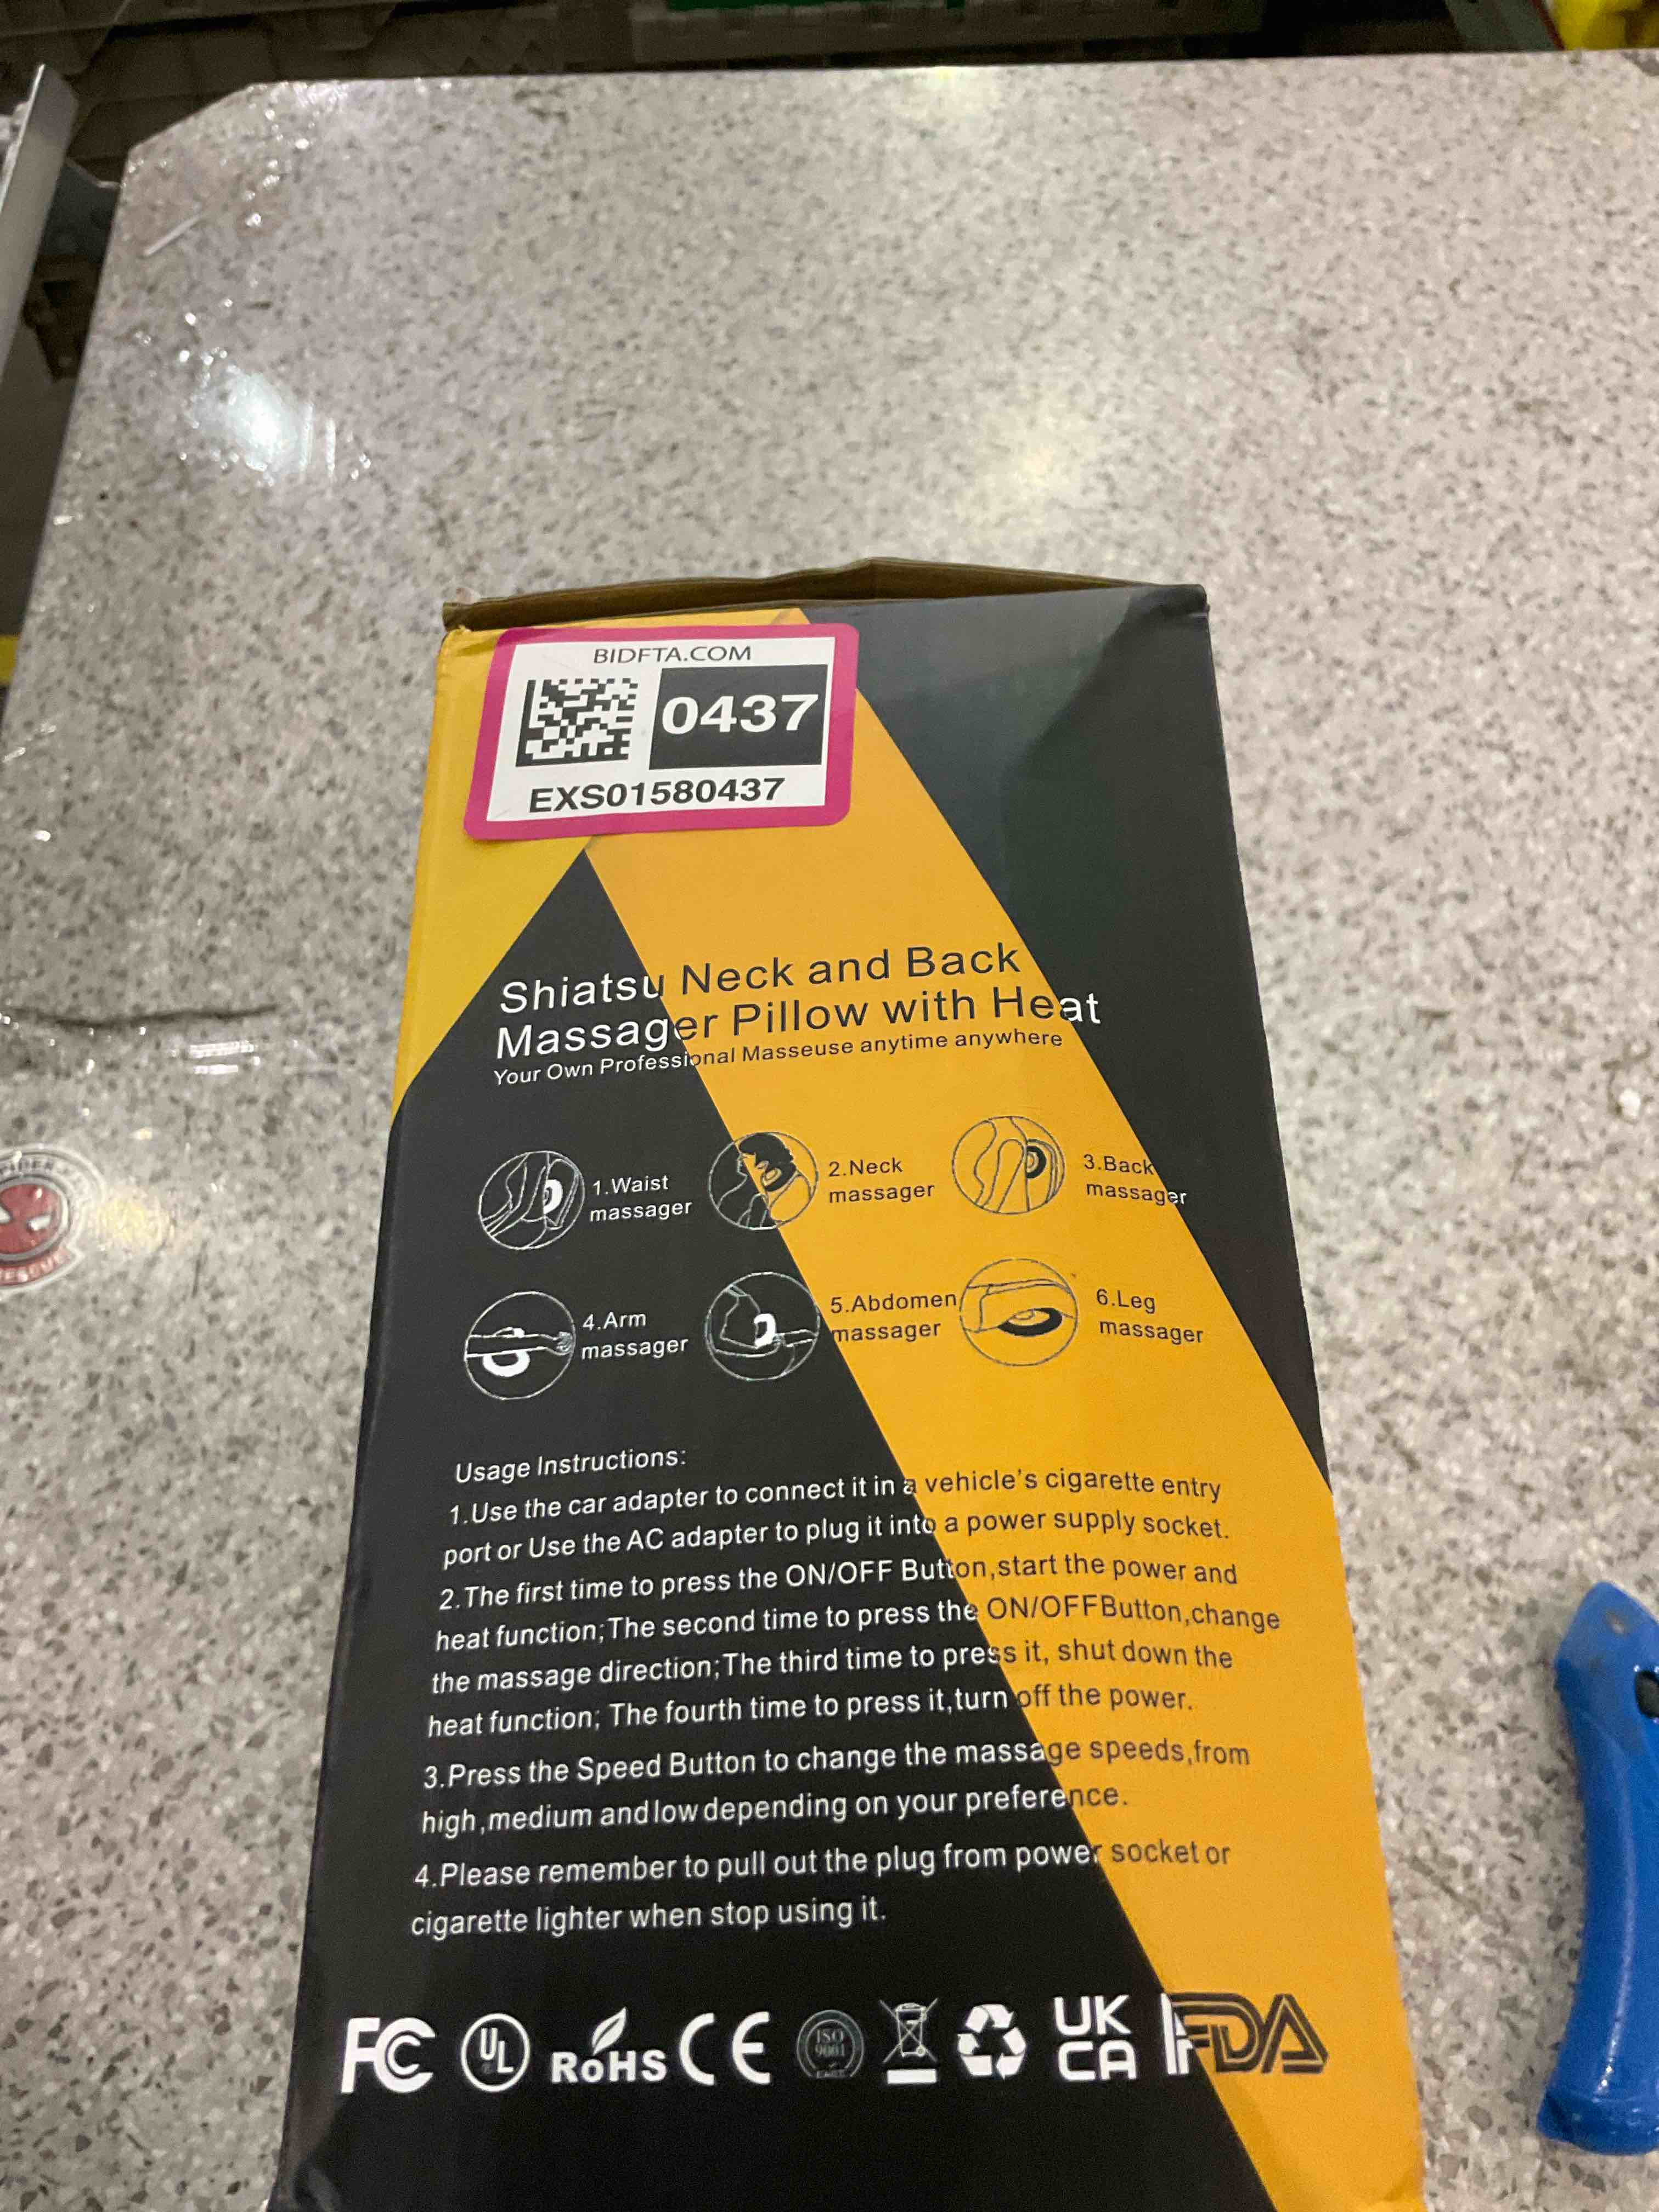 BIDFTA.COM
0437
EXS01580437
Shiatsu Neck and Back
Massager Pillow with Heat
Your Own Professional Masseuse anytime anywhere
1.Waist
massager
2.Neck
massager
3.Back
massager
4.Arm
massager
5.Abdomen
massager
6.Leg
massager
Usage Instructions:
1.Use the car adapter to connect it in a vehicle's cigarette entry
port or Use the AC adapter to plug it into a power supply socket.
2.The first time to press the ON/OFF Button,start the power and
heat function;The second time to press the ON/OFFButton,change
the massage direction;The third time to press it, shut down the
heat function; The fourth time to press it,turn off the power.
3.Press the Speed Button to change the massage speeds,from
high,medium and low depending on your preference.
4.Please remember to pull out the plug from power socket or
cigarette lighter when stop using it.
FC UL RoHS CE ISO 9001 UK CA FDA